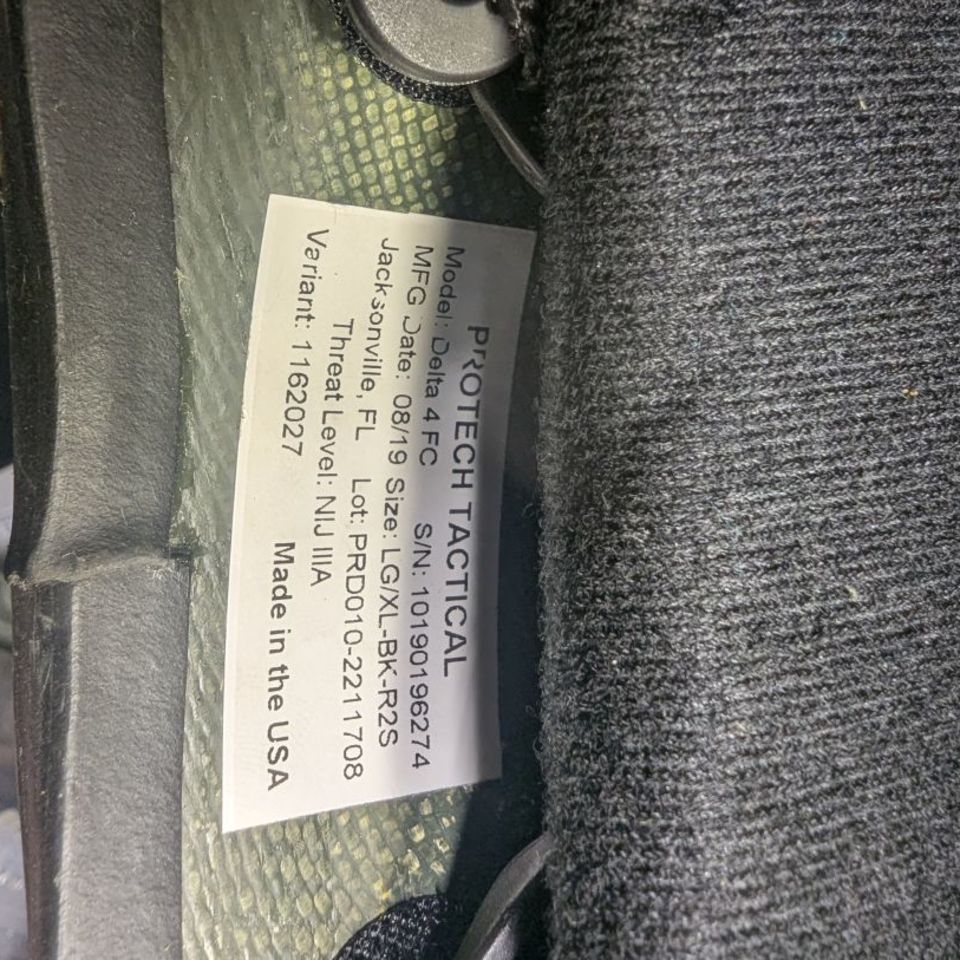 PROTECH TACTICAL
Model: Delta 4 FC S/N: 10190196274
MFG Date: 08/19 Size: LG/XL-BK-R2S
Jacksonville, FL Lot: PRD010-2211708
Threat Level: NIJ IIIA
Variant: 1162027 Made in the USA